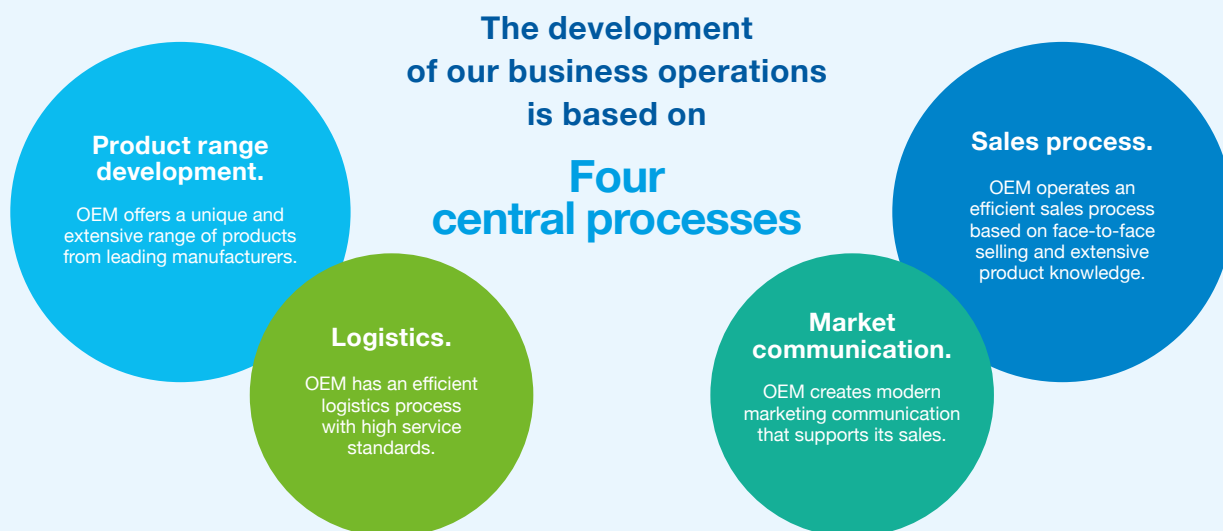 The development
of our business operations
is based on
Four
central processes
Product range
development.
OEM offers a unique and
extensive range of products
from leading manufacturers.
Logistics.
OEM has an efficient
logistics process
with high service
standards.
Market
communication.
OEM creates modern
marketing communication
that supports its sales.
Sales process.
OEM operates an
efficient sales process
based on face-to-face
selling and extensive
product knowledge.